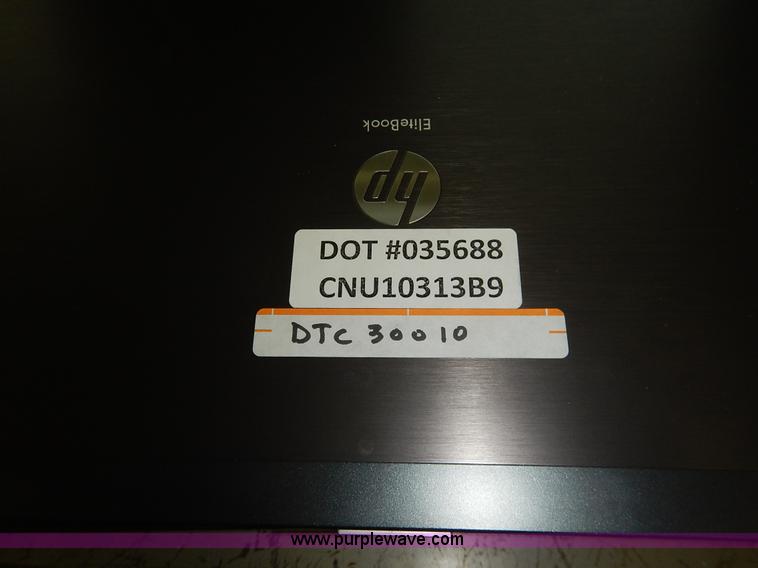 EliteBook
hp
DOT #035688
CNU10313B9
DTC 30010
www.purplewave.com